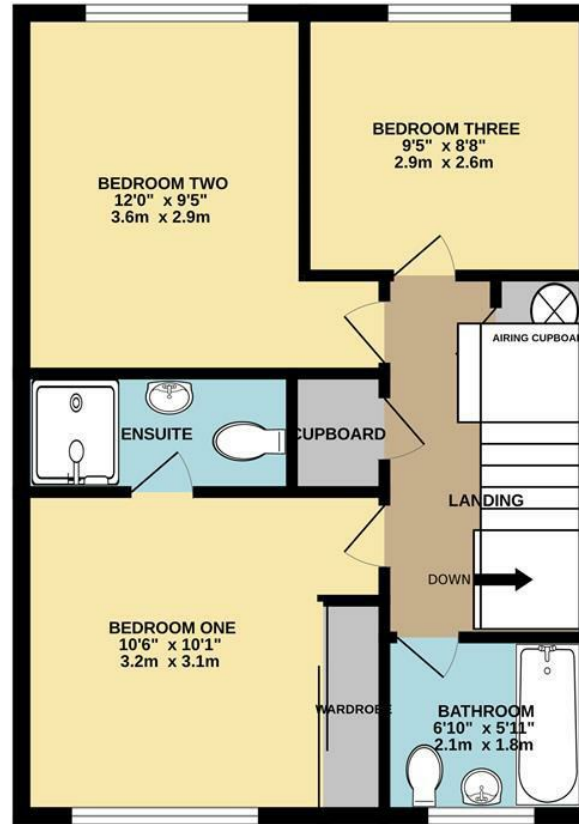 BEDROOM THREE
9'5" x 8'8"
2.9m x 2.6m
BEDROOM TWO
12'0" x 9'5"
3.6m x 2.9m
AIRING CUPBOA
ENSUITE
CUPBOARD
LANDING
DOWN
BEDROOM ONE
10'6" x 10'1"
3.2m x 3.1m
WARDROBE
BATHROOM
6'10" x 5'11"
2.1m x 1.8m